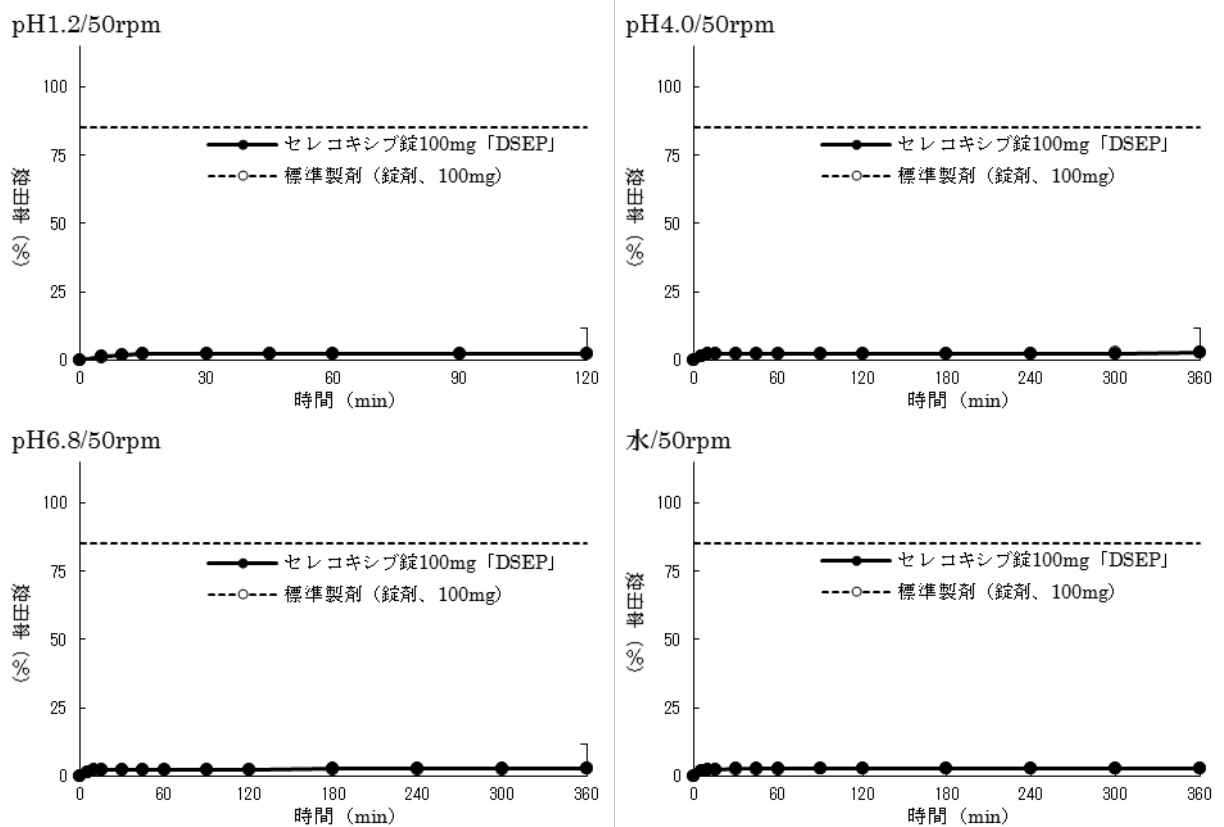 pH1.2/50rpm
100
75
50
25
0
溶出率 (%)
セレコキシブ錠100mg「DSEP」
標準製剤（錠剤、100mg）
0 30 60 90 120
時間（min）
pH4.0/50rpm
100
75
50
25
0
溶出率 (%)
セレコキシブ錠100mg「DSEP」
標準製剤（錠剤、100mg）
0 60 120 180 240 300 360
時間（min）
pH6.8/50rpm
100
75
50
25
0
溶出率 (%)
セレコキシブ錠100mg「DSEP」
標準製剤（錠剤、100mg）
0 60 120 180 240 300 360
時間（min）
水/50rpm
100
75
50
25
0
溶出率 (%)
セレコキシブ錠100mg「DSEP」
標準製剤（錠剤、100mg）
0 60 120 180 240 300 360
時間（min）